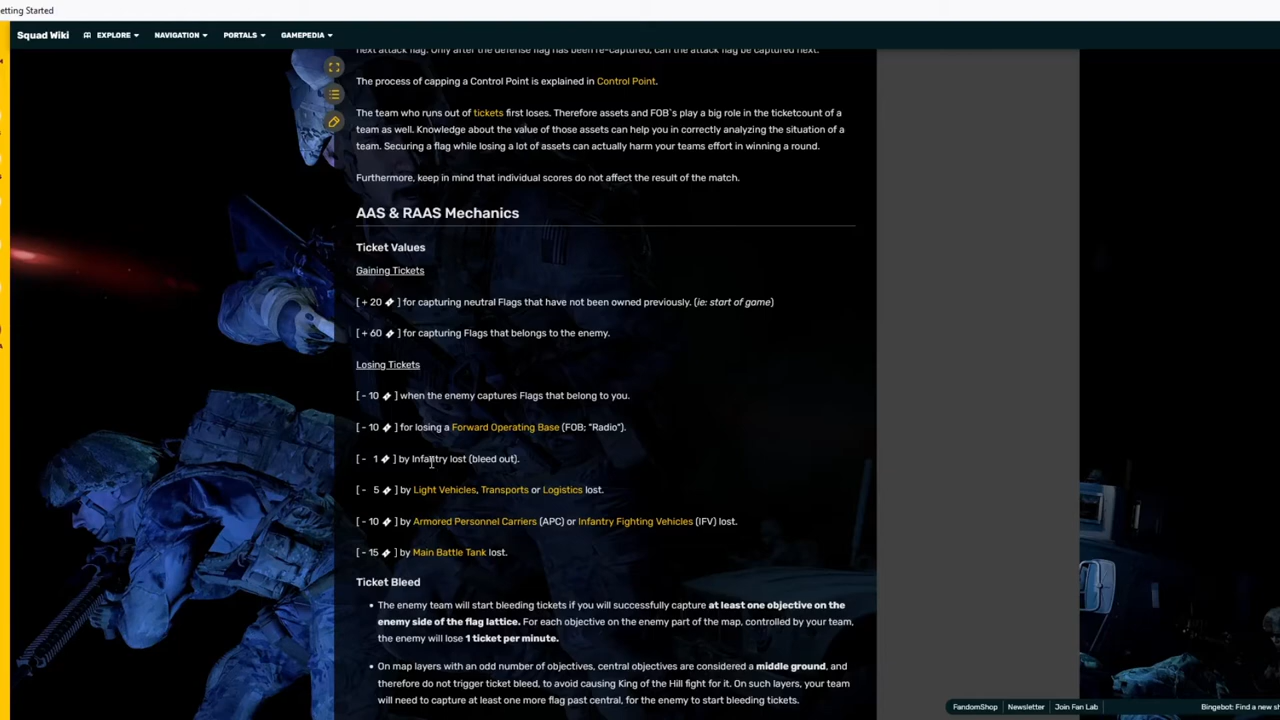 etting Started
Squad Wiki EXPLORE NAVIGATION PORTALS GAMEPEDIA
next attack flag. Only after the defense flag has been re-captured, can the attack flag be captured next.
The process of capping a Control Point is explained in Control Point.
The team who runs out of tickets first loses. Therefore assets and FOB`s play a big role in the ticketcount of a
team as well. Knowledge about the value of those assets can help you in correctly analyzing the situation of a
team. Securing a flag while losing a lot of assets can actually harm your teams effort in winning a round.
Furthermore, keep in mind that individual scores do not affect the result of the match.
AAS & RAAS Mechanics
Ticket Values
Gaining Tickets
[ + 20 ] for capturing neutral Flags that have not been owned previously. (ie: start of game)
[ + 60 ] for capturing Flags that belongs to the enemy.
Losing Tickets
[ - 10 ] when the enemy captures Flags that belong to you.
[ - 10 ] for losing a Forward Operating Base (FOB; "Radio").
[ - 1 ] by Infantry lost (bleed out).
[ - 5 ] by Light Vehicles, Transports or Logistics lost.
[ - 10 ] by Armored Personnel Carriers (APC) or Infantry Fighting Vehicles (IFV) lost.
[ - 15 ] by Main Battle Tank lost.
Ticket Bleed
• The enemy team will start bleeding tickets if you will successfully capture at least one objective on the
enemy side of the flag lattice. For each objective on the enemy part of the map, controlled by your team,
the enemy will lose 1 ticket per minute.
• On map layers with an odd number of objectives, central objectives are considered a middle ground, and
therefore do not trigger ticket bleed, to avoid causing King of the Hill fight for it. On such layers, your team
will need to capture at least one more flag past central, for the enemy to start bleeding tickets.
FandomShop Newsletter Join Fan Lab Bingebot: Find a new sh